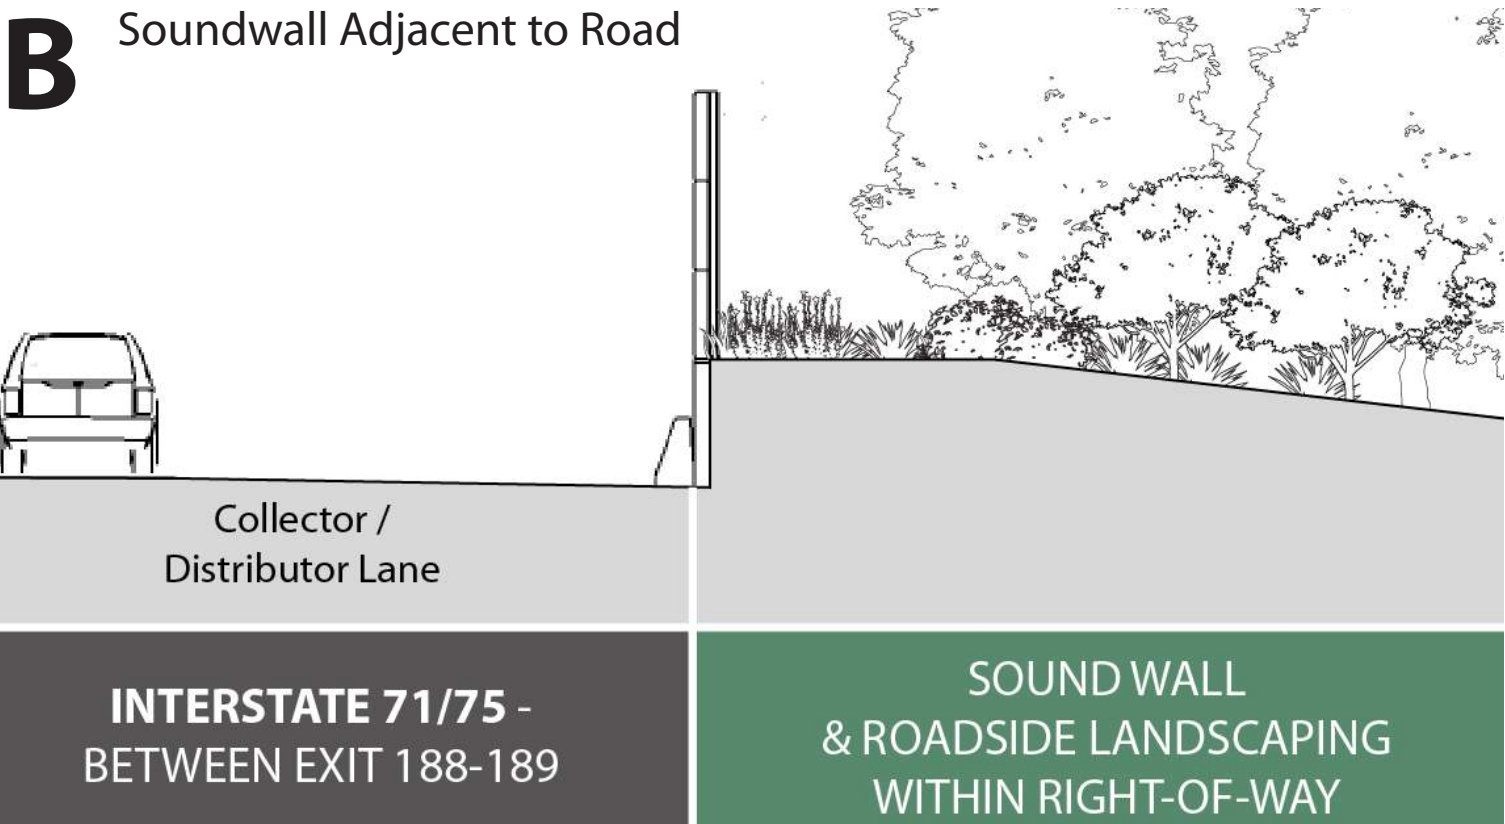 B
Soundwall Adjacent to Road
Collector /
Distributor Lane
INTERSTATE 71/75 -
BETWEEN EXIT 188-189
SOUND WALL
& ROADSIDE LANDSCAPING
WITHIN RIGHT-OF-WAY